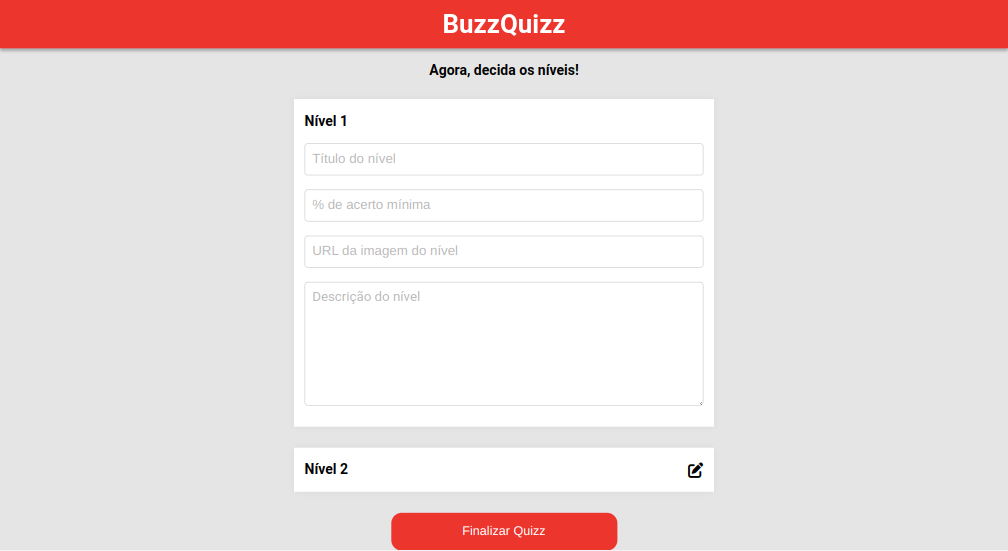 BuzzQuizz
Agora, decida os níveis!
Nível 1
Título do nível
% de acerto mínima
URL da imagem do nível
Descrição do nível
Nível 2
Finalizar Quizz